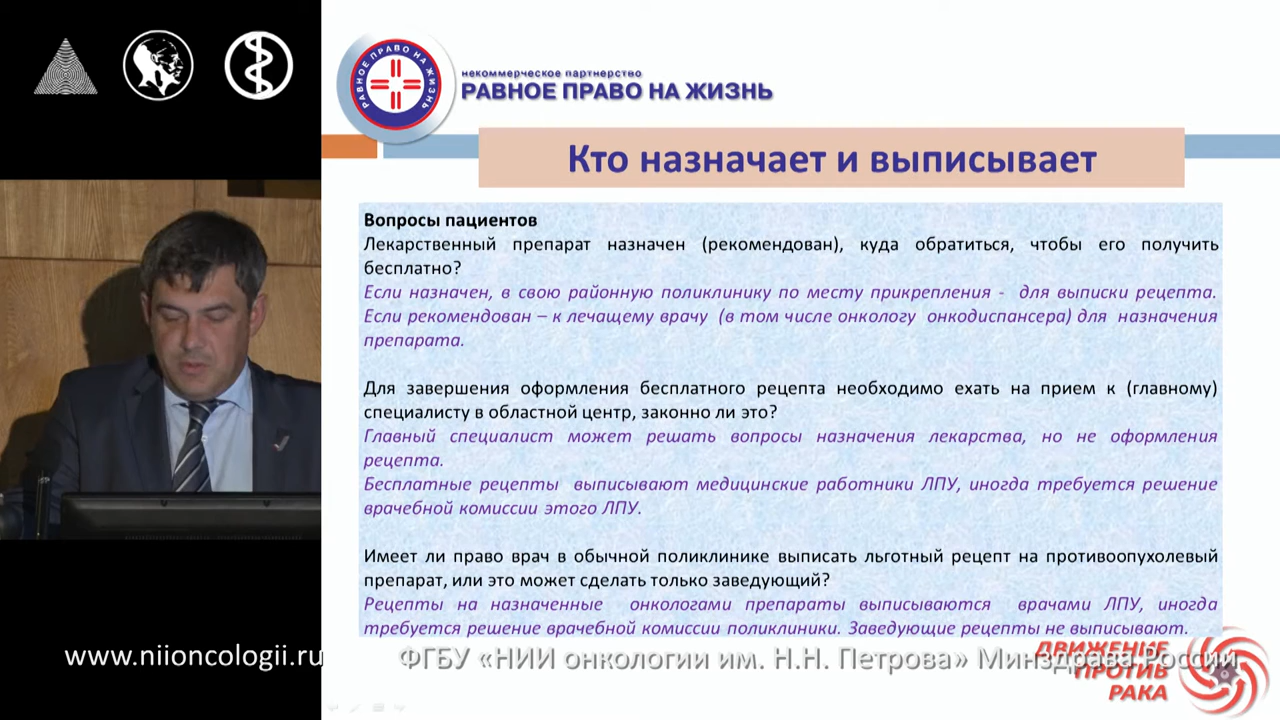 РАВНОЕ ПРАВО НА ЖИЗНЬ
некоммерческое партнерство
РАВНОЕ ПРАВО НА ЖИЗНЬ
Кто назначает и выписывает
Вопросы пациентов
Лекарственный препарат назначен (рекомендован), куда обратиться, чтобы его получить
бесплатно?
Если назначен, в свою районную поликлинику по месту прикрепления - для выписки рецепта.
Если рекомендован – к лечащему врачу (в том числе онкологу онкодиспансера) для назначения
препарата.
Для завершения оформления бесплатного рецепта необходимо ехать на прием к (главному)
специалисту в областной центр, законно ли это?
Главный специалист может решать вопросы назначения лекарства, но не оформления
рецепта.
Бесплатные рецепты выписывают медицинские работники ЛПУ, иногда требуется решение
врачебной комиссии этого ЛПУ.
Имеет ли право врач в обычной поликлинике выписать льготный рецепт на противоопухолевый
препарат, или это может сделать только заведующий?
Рецепты на назначенные онкологами препараты выписываются врачами ЛПУ, иногда
требуется решение врачебной комиссии поликлиники. Заведующие рецепты не выписывают.
www.niioncologii.ru
ФГБУ «НИИ онкологии им. Н.Н. Петрова» Минздрава России
ДВИЖЕНИЕ
ПРОТИВ
РАКА